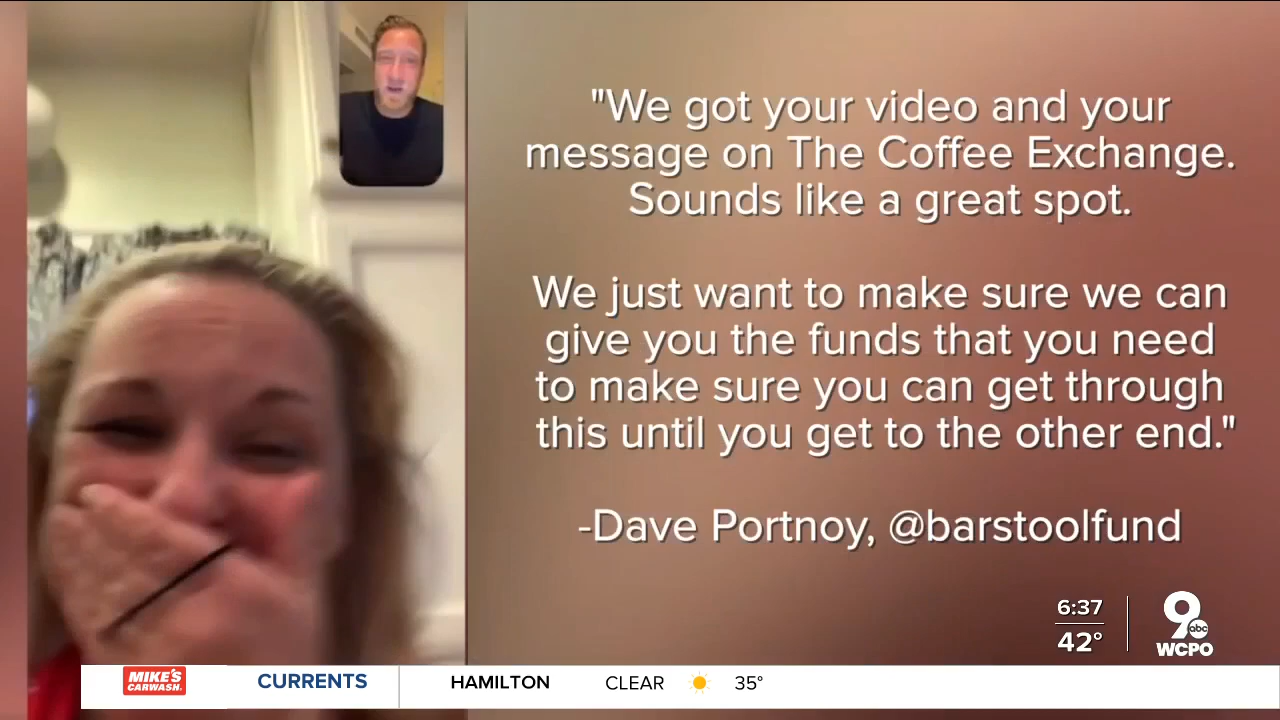 "We got your video and your
message on The Coffee Exchange.
Sounds like a great spot.
We just want to make sure we can
give you the funds that you need
to make sure you can get through
this until you get to the other end."
-Dave Portnoy, @barstoolfund
6:37
42°
9
abc
WCPO
MIKE'S
CARWASH.
CURRENTS
HAMILTON
CLEAR
35°